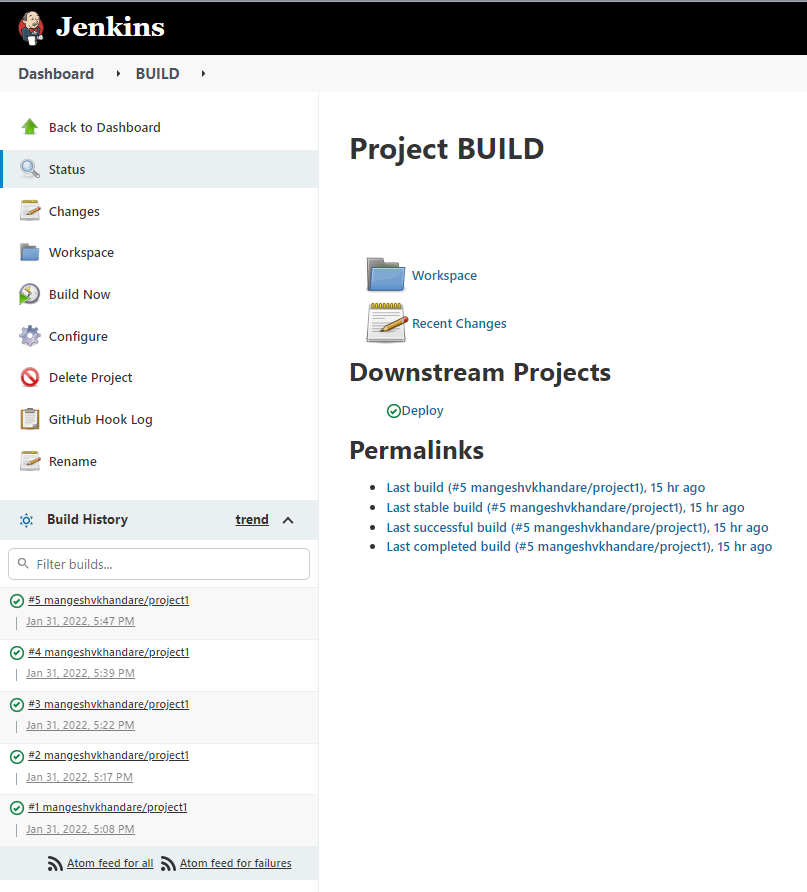 Jenkins
Dashboard
BUILD
Back to Dashboard
Status
Changes
Workspace
Build Now
Configure
Delete Project
GitHub Hook Log
Rename
Build History
trend
Filter builds...
#5 mangeshvkhandare/project1
Jan 31, 2022, 5:47 PM
#4 mangeshvkhandare/project1
Jan 31, 2022, 5:39 PM
#3 mangeshvkhandare/project1
Jan 31, 2022, 5:22 PM
#2 mangeshvkhandare/project1
Jan 31, 2022, 5:17 PM
#1 mangeshvkhandare/project1
Jan 31, 2022, 5:08 PM
Atom feed for all Atom feed for failures
Project BUILD
Workspace
Recent Changes
Downstream Projects
Deploy
Permalinks
Last build (#5 mangeshvkhandare/project1), 15 hr ago
Last stable build (#5 mangeshvkhandare/project1), 15 hr ago
Last successful build (#5 mangeshvkhandare/project1), 15 hr ago
Last completed build (#5 mangeshvkhandare/project1), 15 hr ago